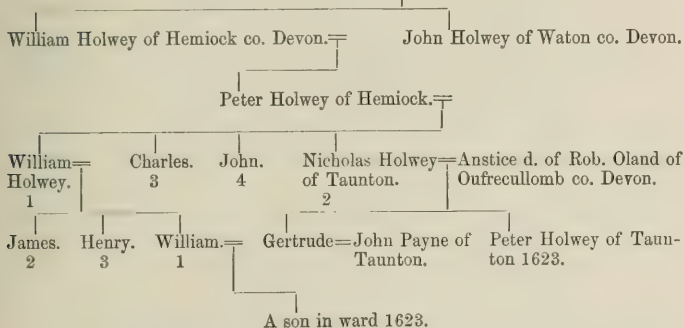 William Holwey of Hemiock co. Devon. John Holwey of Waton co. Devon.
Peter Holwey of Hemiock.
William Charles. John. Nicholas Holwey Anstice d. of Rob. Oland of
Holwey. 3 4 of Taunton. Oufrecullomb co. Devon.
1 2
James. Henry. William. Gertrude John Payne of Peter Holwey of Taun-
2 3 1 Taunton. ton 1623.
A son in ward 1623.